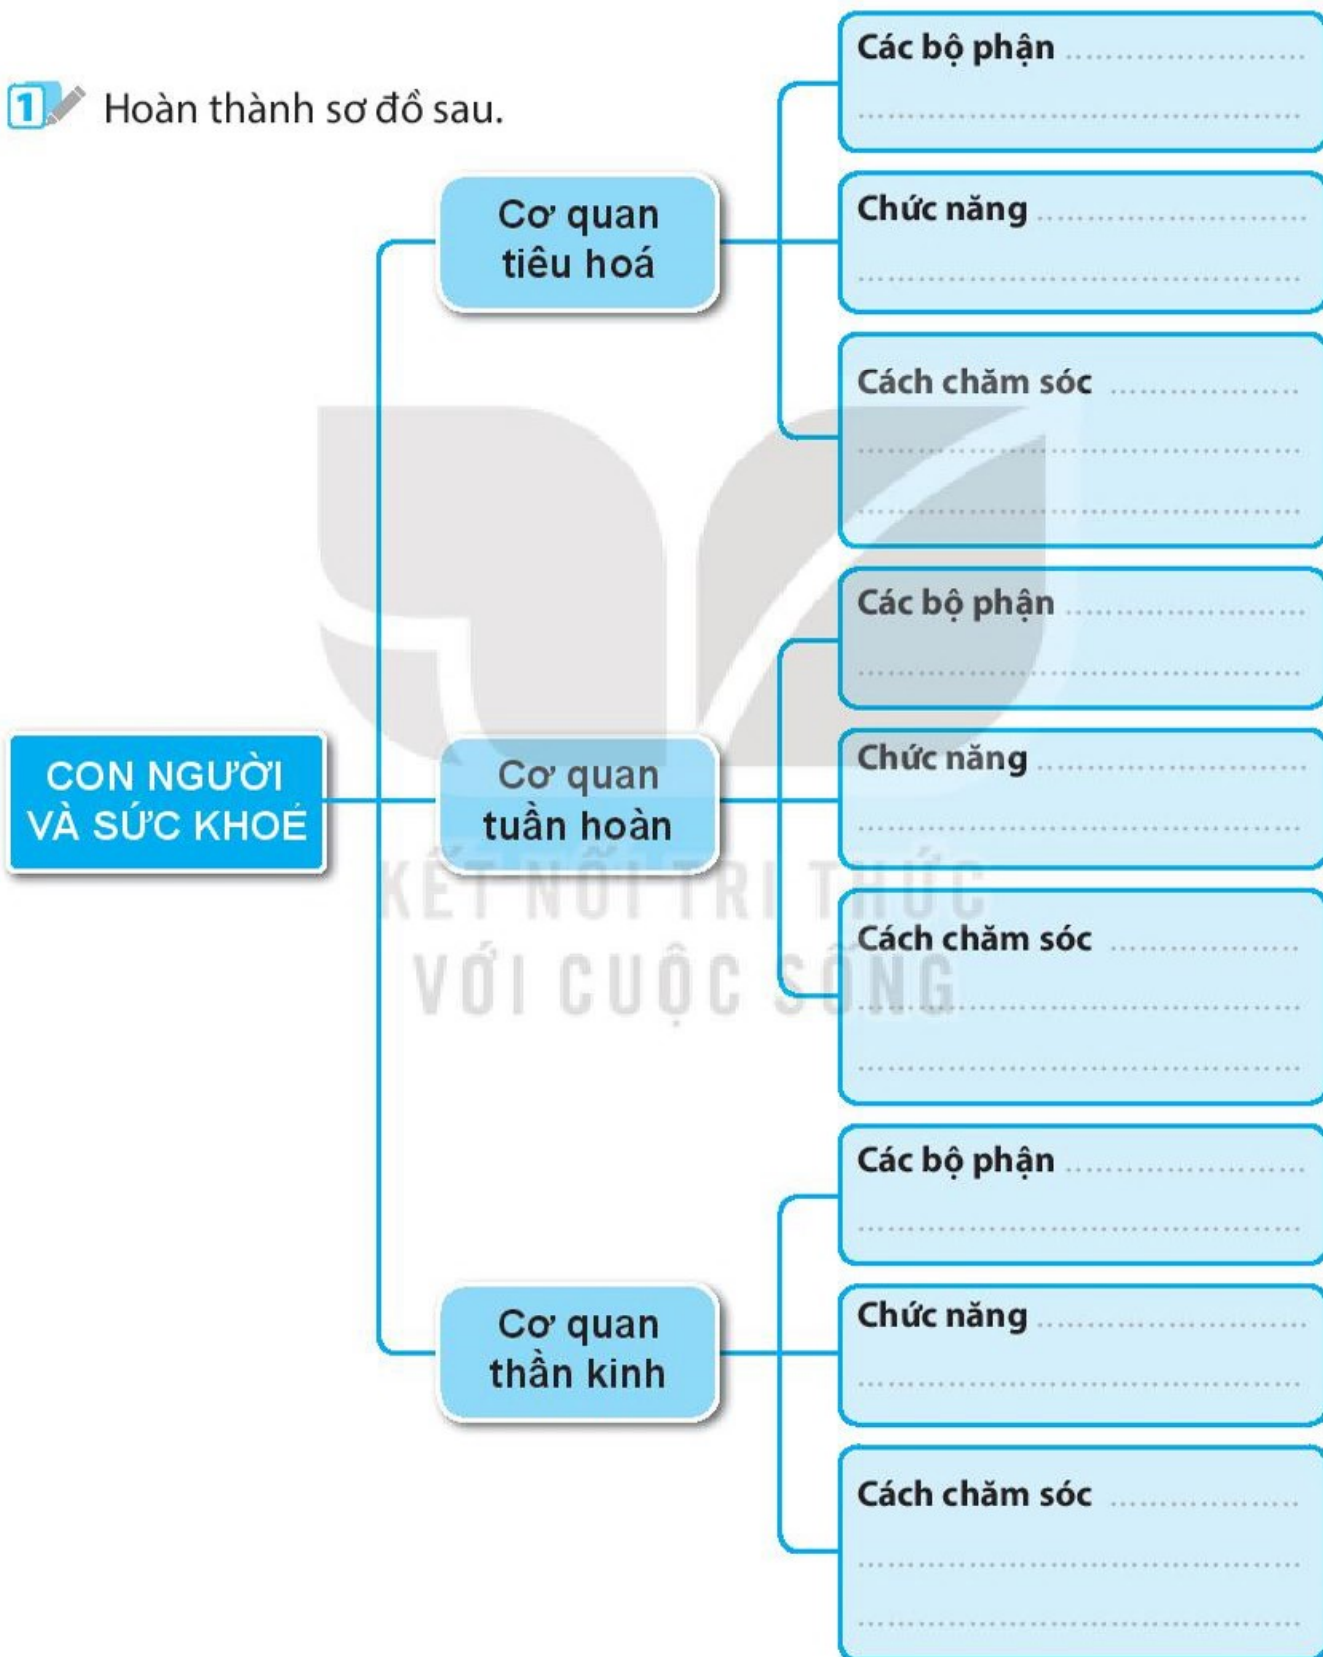 1 Hoàn thành sơ đồ sau.
Các bộ phận ........................
............................................
Cơ quan
tiêu hoá
Chức năng ...........................
............................................
Cách chăm sóc ...................
............................................
............................................
Các bộ phận ........................
............................................
CON NGƯỜI
VÀ SỨC KHOẺ
Cơ quan
tuần hoàn
Chức năng ...........................
............................................
KẾT NỐI TRI THỨC
VỚI CUỘC SỐNG
Cách chăm sóc ...................
............................................
............................................
Các bộ phận ........................
............................................
Cơ quan
thần kinh
Chức năng ...........................
............................................
Cách chăm sóc ...................
............................................
............................................